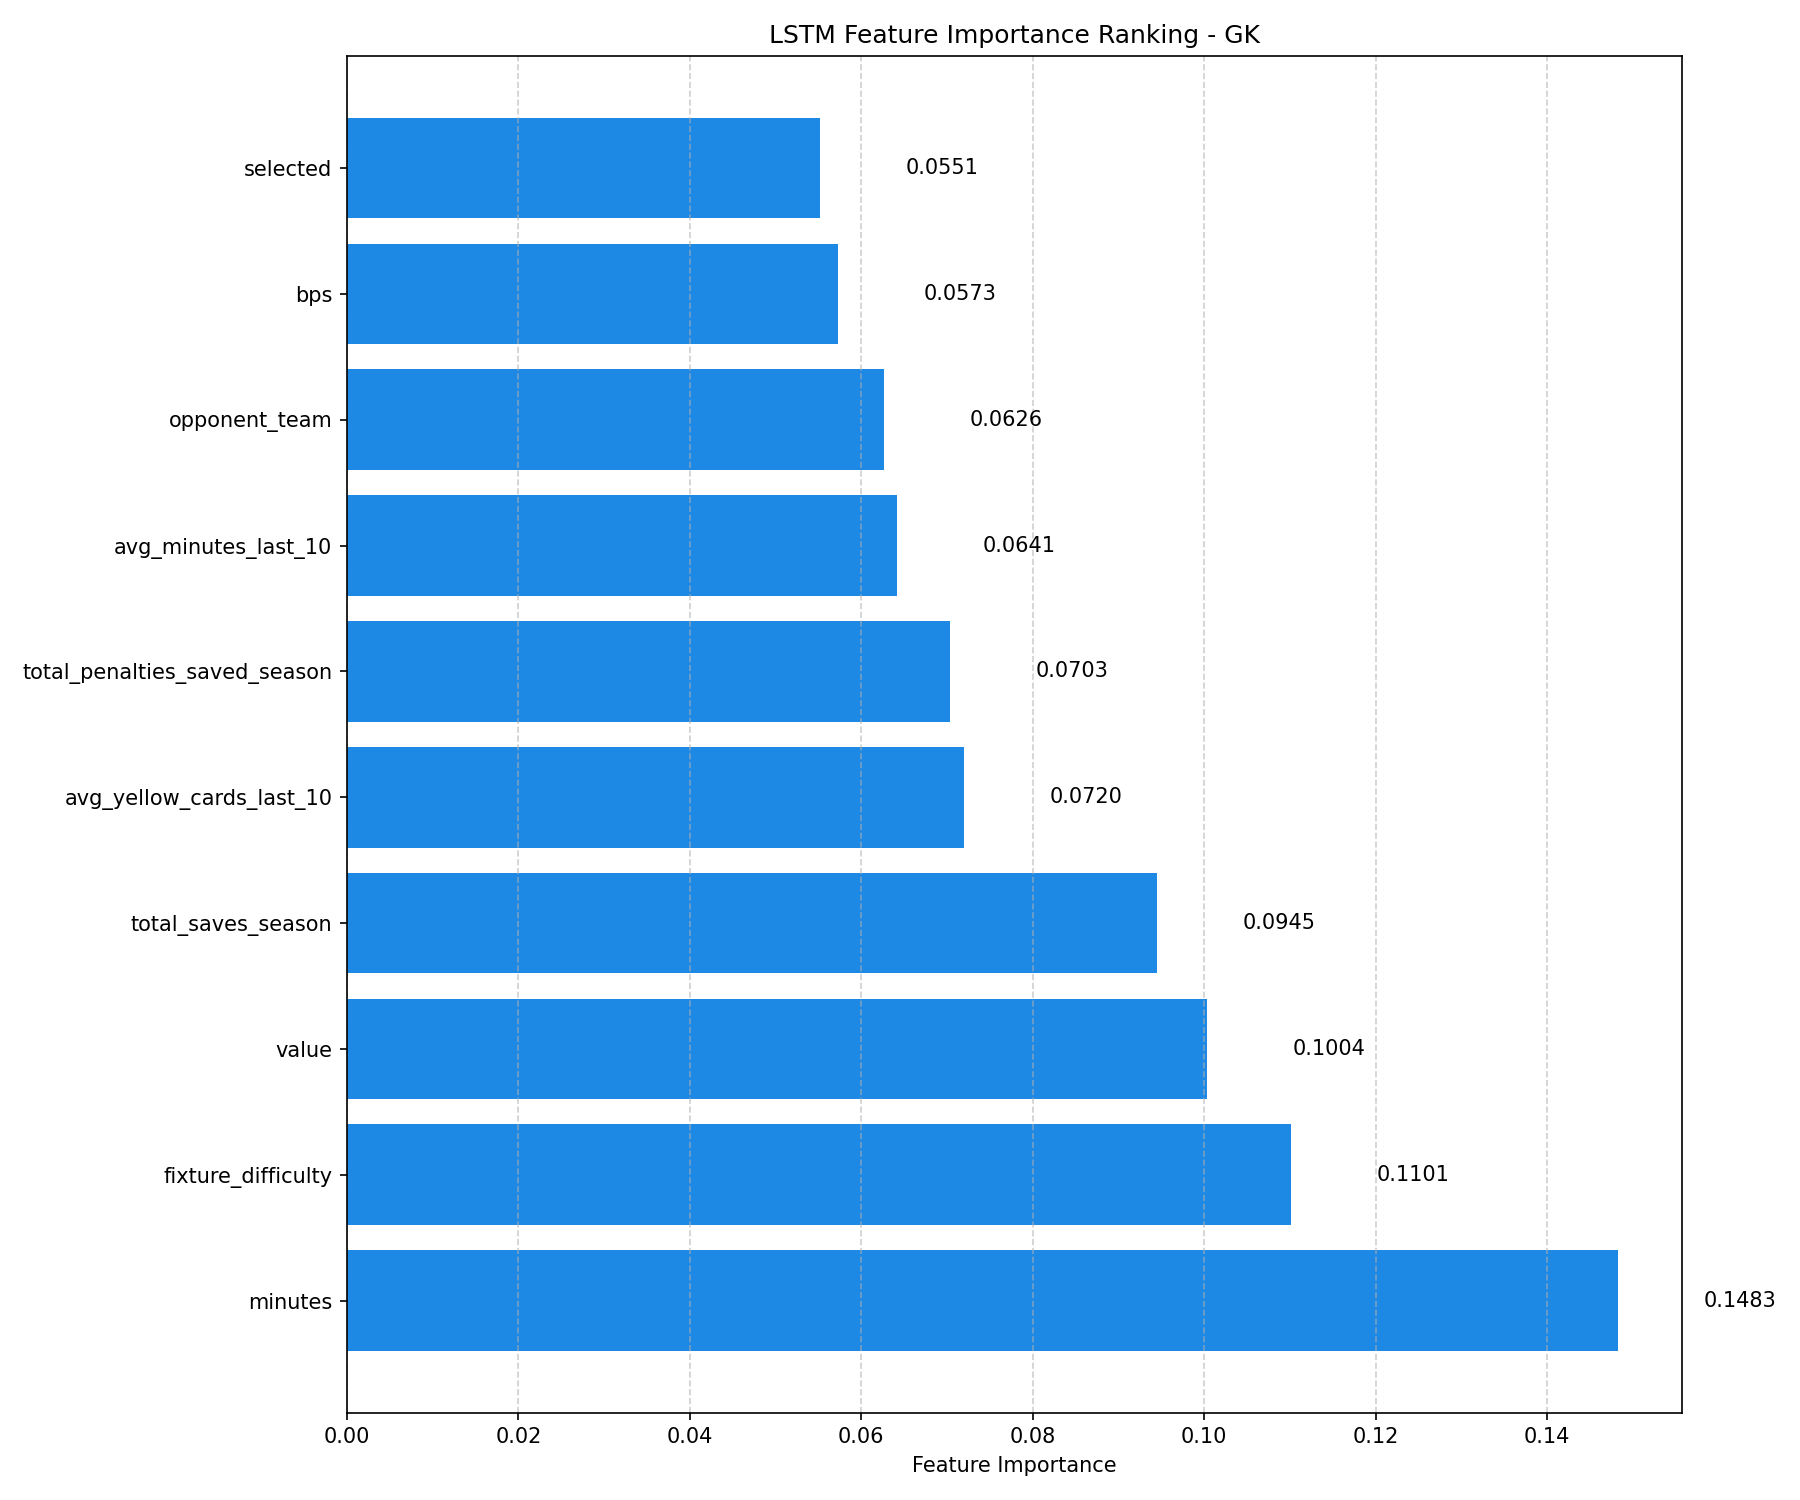 LSTM Feature Importance Ranking - GK
selected 0.0551
bps 0.0573
opponent_team 0.0626
avg_minutes_last_10 0.0641
total_penalties_saved_season 0.0703
avg_yellow_cards_last_10 0.0720
total_saves_season 0.0945
value 0.1004
fixture_difficulty 0.1101
minutes 0.1483
0.00 0.02 0.04 0.06 0.08 0.10 0.12 0.14
Feature Importance